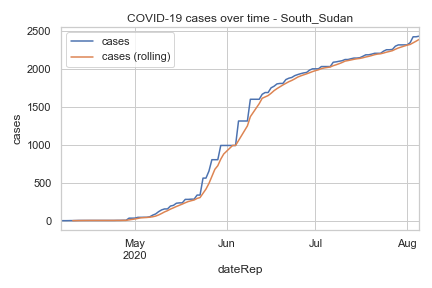 COVID-19 cases over time - South_Sudan
cases
cases (rolling)
2500
2000
1500
1000
500
0
cases
May
2020
Jun
Jul
Aug
dateRep